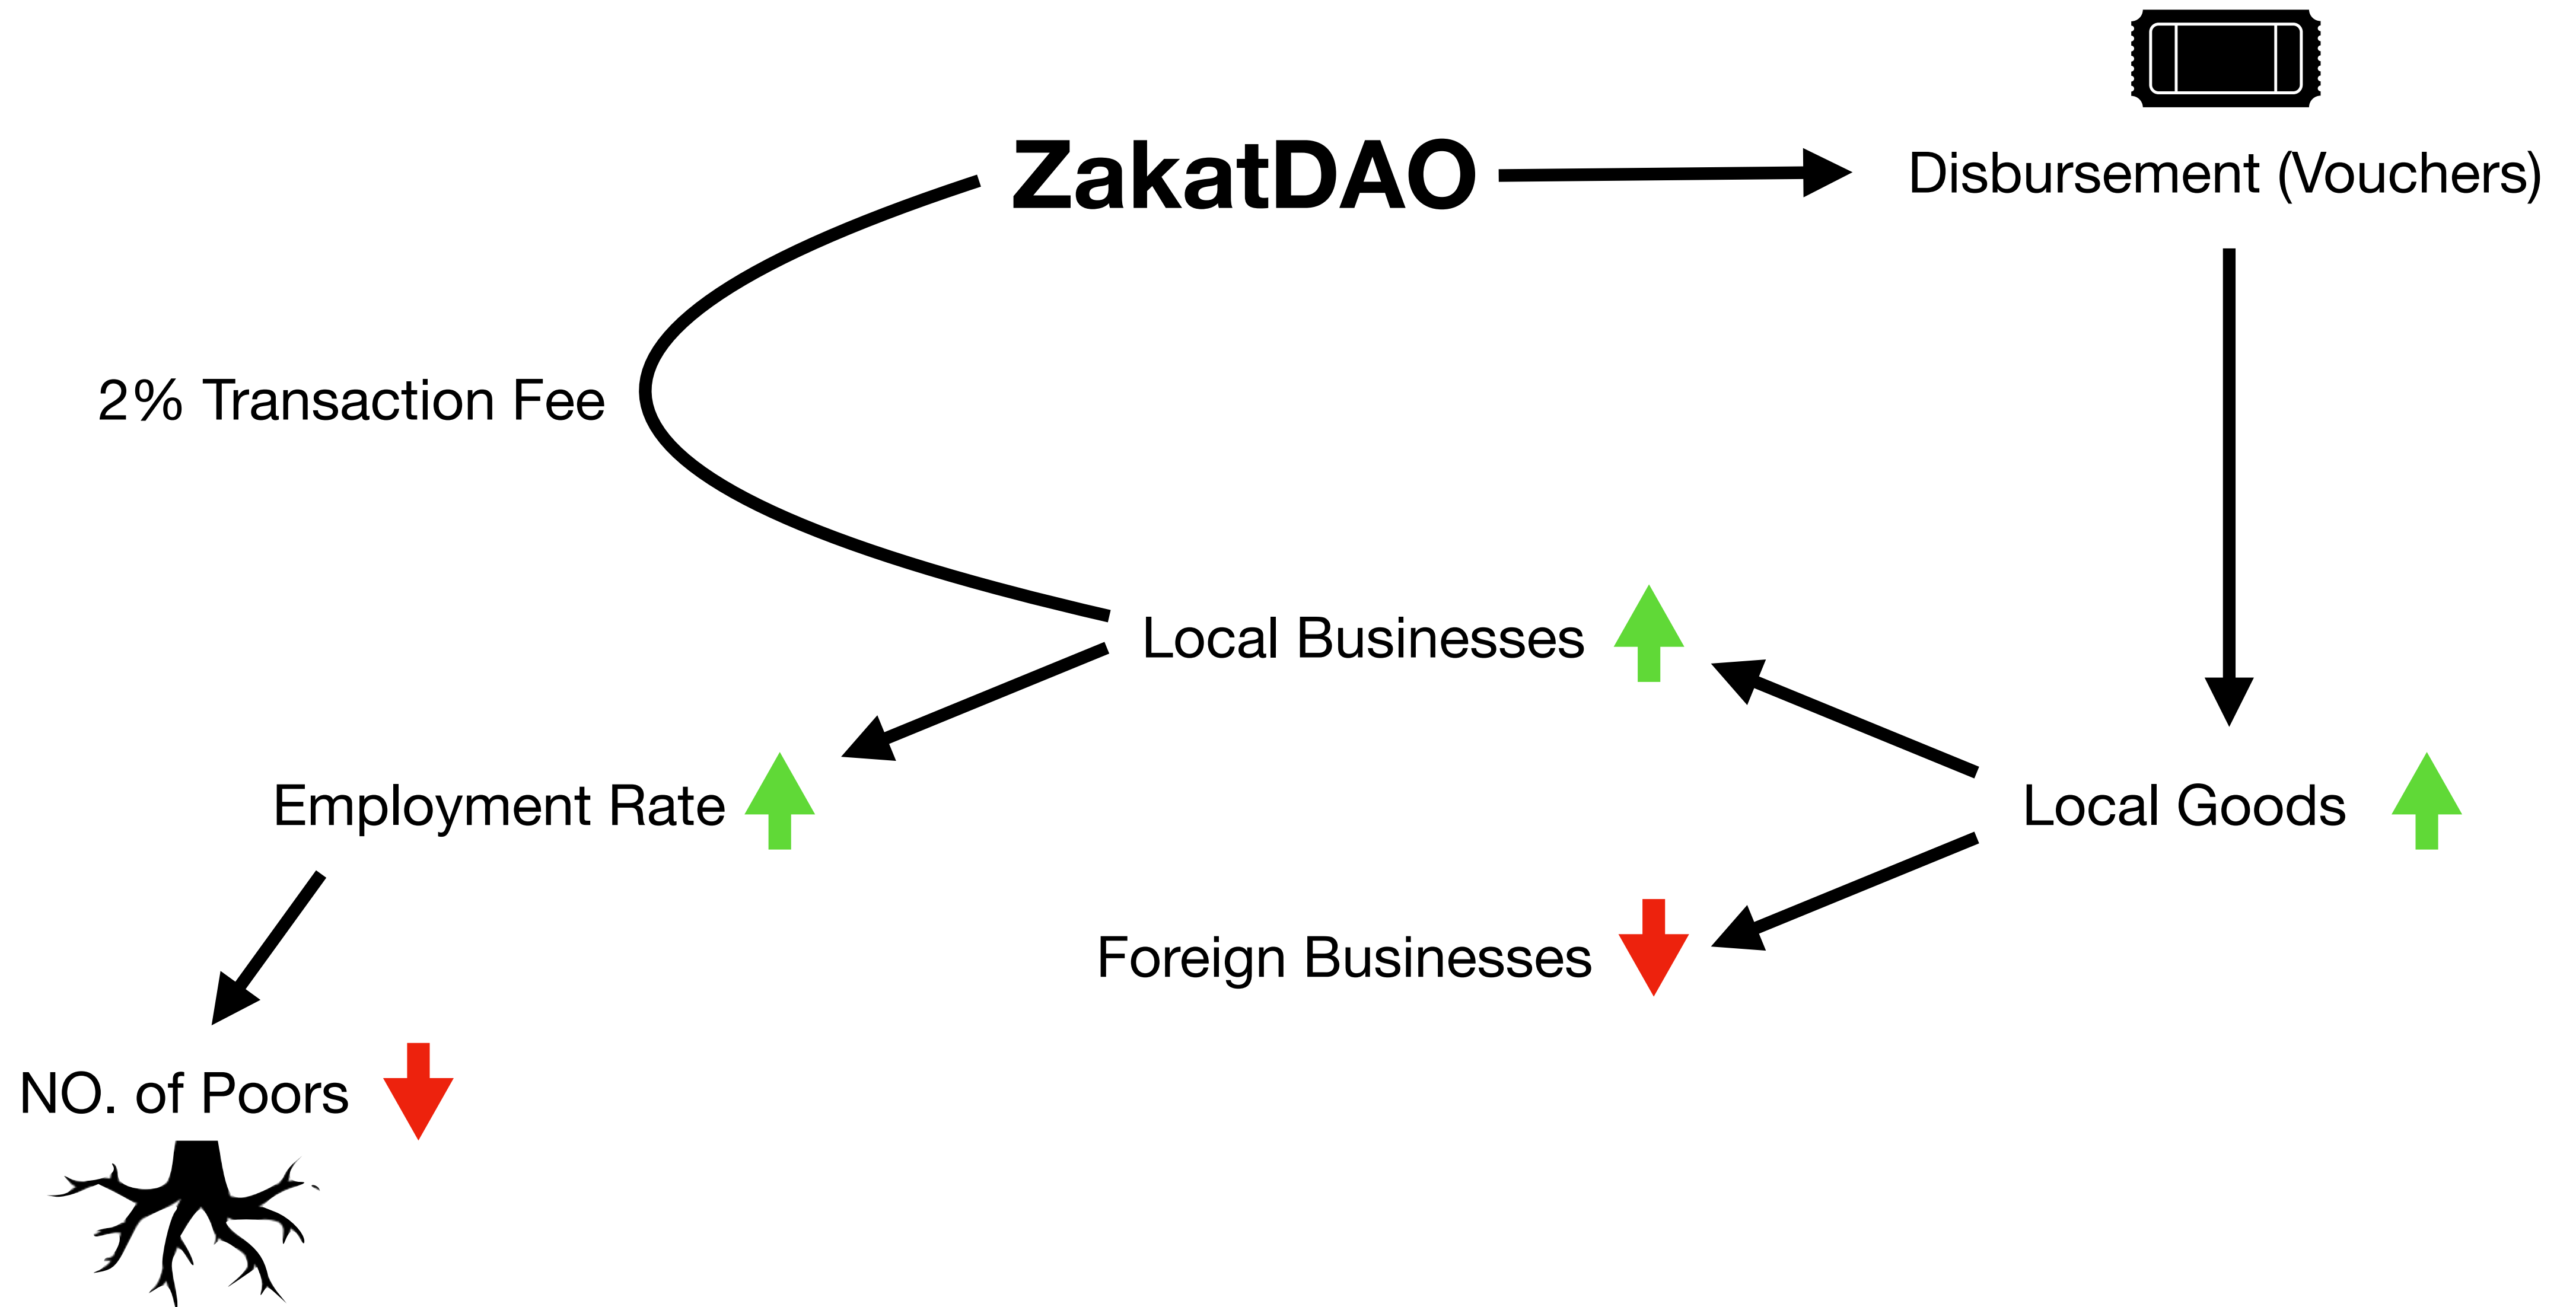 ZakatDAO
Disbursement (Vouchers)
2% Transaction Fee
Local Businesses
Employment Rate
Local Goods
Foreign Businesses
NO. of Poors